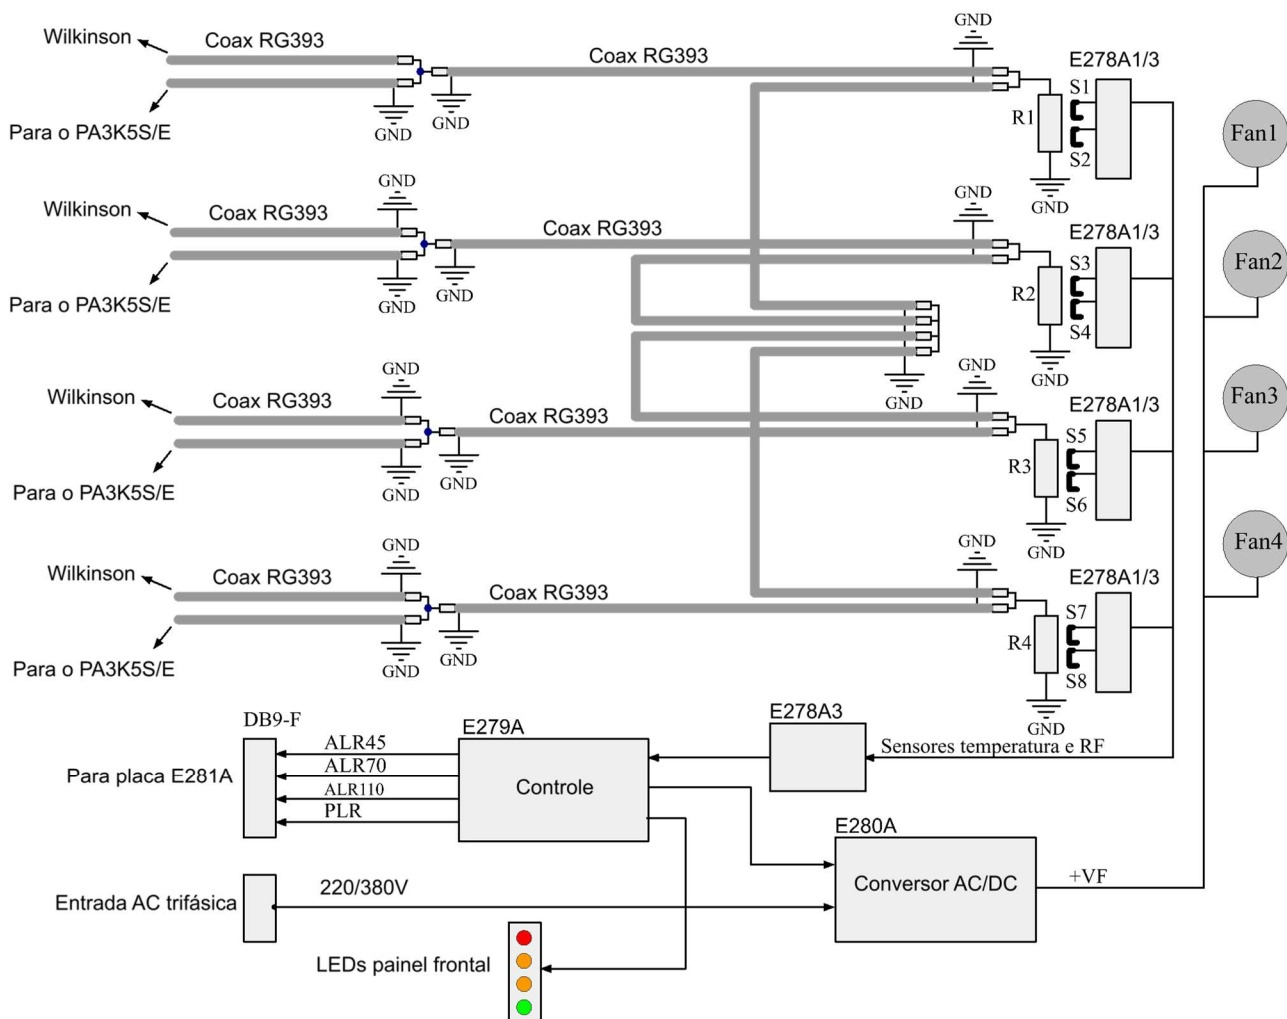 GND
Wilkinson
Coax RG393
Coax RG393
E278A1/3
S1
R1
Fan1
GND
GND
Para o PA3K5S/E
S2
GND
GND
GND
Wilkinson
Coax RG393
Coax RG393
E278A1/3
Fan2
S3
R2
GND
GND
Para o PA3K5S/E
S4
GND
GND
GND
Wilkinson
Coax RG393
Coax RG393
GND
E278A1/3
Fan3
S5
R3
GND
GND
Para o PA3K5S/E
S6
GND
GND
GND
Wilkinson
Coax RG393
Coax RG393
E278A1/3
Fan4
S7
R4
GND
GND
Para o PA3K5S/E
S8
GND
DB9-F
E279A
E278A3
ALR45
Sensores temperatura e RF
Para placa E281A
ALR70
Controle
ALR110
PLR
E280A
Conversor AC/DC
+VF
220/380V
Entrada AC trifásica
LEDs painel frontal